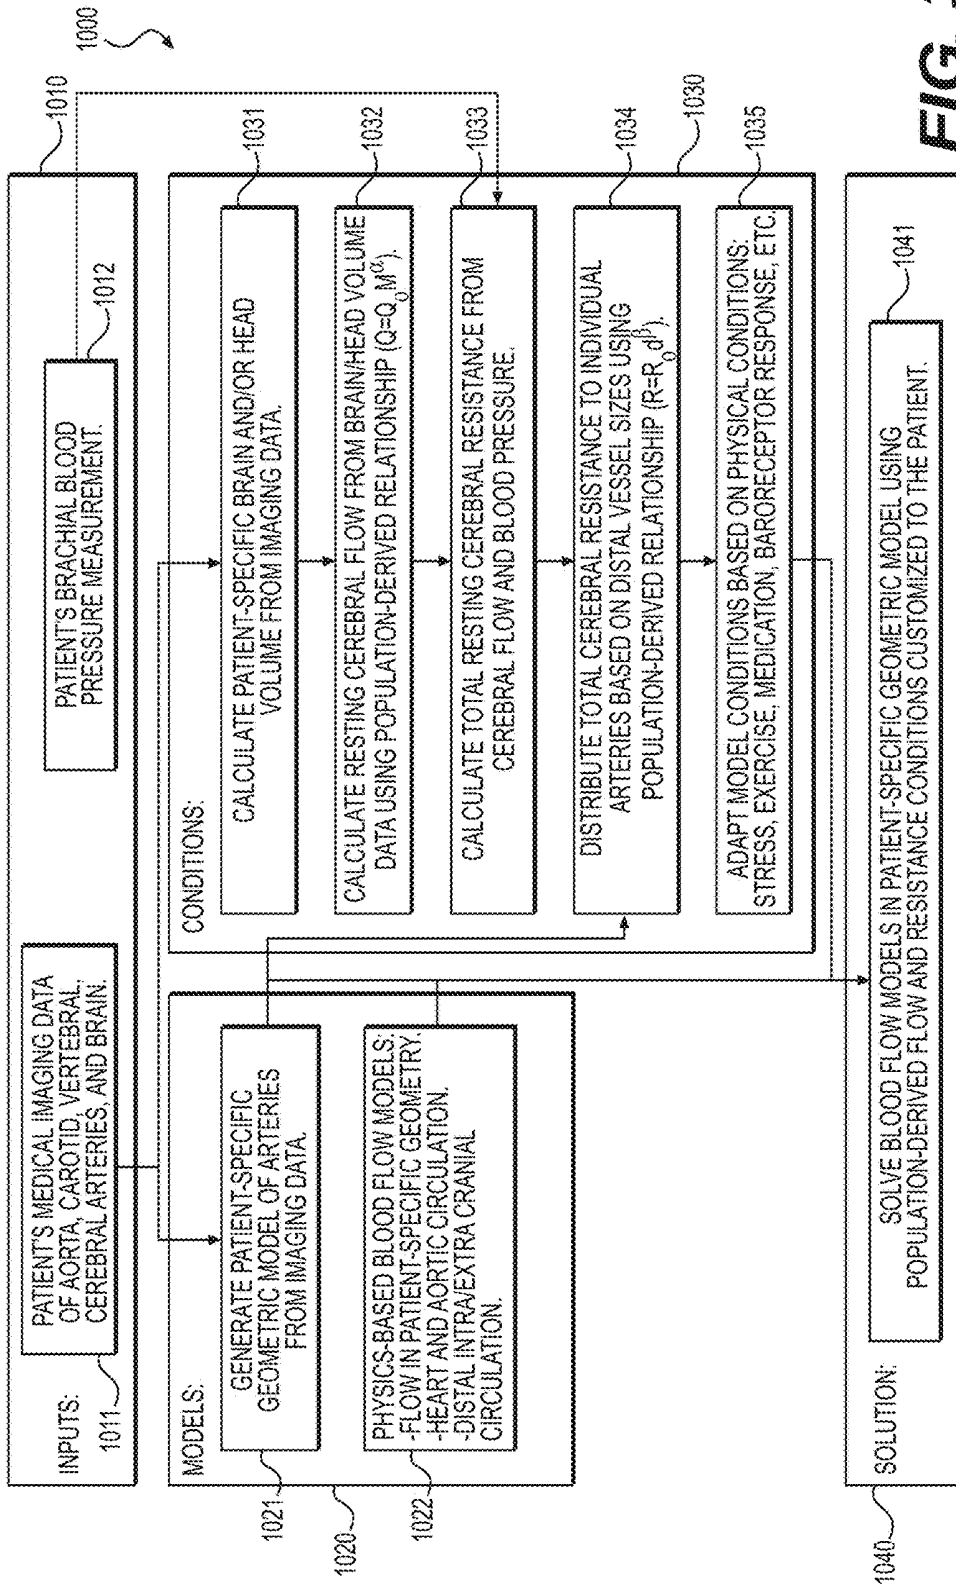 1000
1010
INPUTS:
PATIENT'S MEDICAL IMAGING DATA
OF AORTA, CAROTID, VERTEBRAL,
CEREBRAL ARTERIES, AND BRAIN.
1011
PATIENT'S BRACHIAL BLOOD
PRESSURE MEASUREMENT.
1012
MODELS:
GENERATE PATIENT-SPECIFIC
GEOMETRIC MODEL OF ARTERIES
FROM IMAGING DATA.
1021
1020
PHYSICS-BASED BLOOD FLOW MODELS:
-FLOW IN PATIENT-SPECIFIC GEOMETRY.
-HEART AND AORTIC CIRCULATION.
-DISTAL INTRA/EXTRA CRANIAL
CIRCULATION.
1022
CONDITIONS:
CALCULATE PATIENT-SPECIFIC BRAIN AND/OR HEAD
VOLUME FROM IMAGING DATA.
1031
CALCULATE RESTING CEREBRAL FLOW FROM BRAIN/HEAD VOLUME
DATA USING POPULATION-DERIVED RELATIONSHIP (Q=Q₀Mᵅ).
1032
CALCULATE TOTAL RESTING CEREBRAL RESISTANCE FROM
CEREBRAL FLOW AND BLOOD PRESSURE.
1033
DISTRIBUTE TOTAL CEREBRAL RESISTANCE TO INDIVIDUAL
ARTERIES BASED ON DISTAL VESSEL SIZES USING
POPULATION-DERIVED RELATIONSHIP (R=R₀dᵝ).
1034
1030
ADAPT MODEL CONDITIONS BASED ON PHYSICAL CONDITIONS:
STRESS, EXERCISE, MEDICATION, BARORECEPTOR RESPONSE, ETC.
1035
SOLUTION:
1040
SOLVE BLOOD FLOW MODELS IN PATIENT-SPECIFIC GEOMETRIC MODEL USING
POPULATION-DERIVED FLOW AND RESISTANCE CONDITIONS CUSTOMIZED TO THE PATIENT.
1041
FIG.